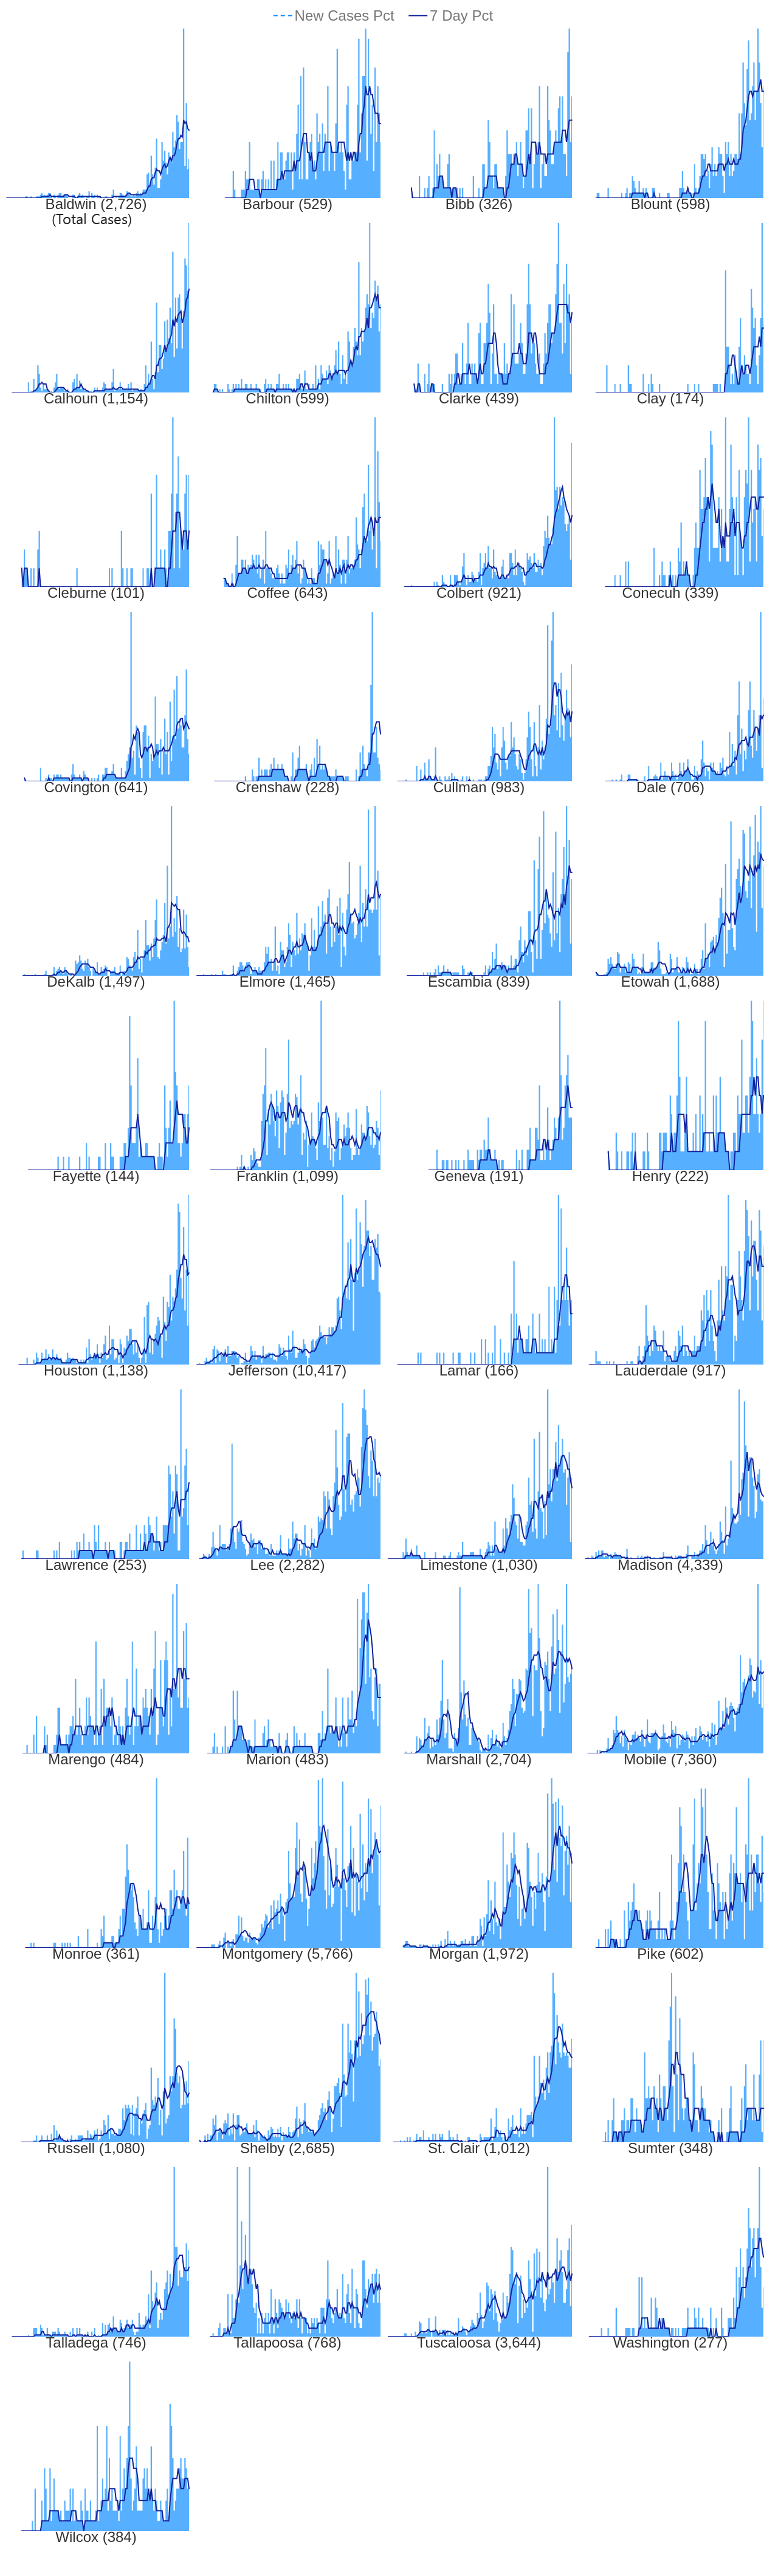 New Cases Pct 7 Day Pct
Baldwin (2,726) Barbour (529) Bibb (326) Blount (598)
(Total Cases)
Calhoun (1,154) Chilton (599) Clarke (439) Clay (174)
Cleburne (101) Coffee (643) Colbert (921) Conecuh (339)
Covington (641) Crenshaw (228) Cullman (983) Dale (706)
DeKalb (1,497) Elmore (1,465) Escambia (839) Etowah (1,688)
Fayette (144) Franklin (1,099) Geneva (191) Henry (222)
Houston (1,138) Jefferson (10,417) Lamar (166) Lauderdale (917)
Lawrence (253) Lee (2,282) Limestone (1,030) Madison (4,339)
Marengo (484) Marion (483) Marshall (2,704) Mobile (7,360)
Monroe (361) Montgomery (5,766) Morgan (1,972) Pike (602)
Russell (1,080) Shelby (2,685) St. Clair (1,012) Sumter (348)
Talladega (746) Tallapoosa (768) Tuscaloosa (3,644) Washington (277)
Wilcox (384)